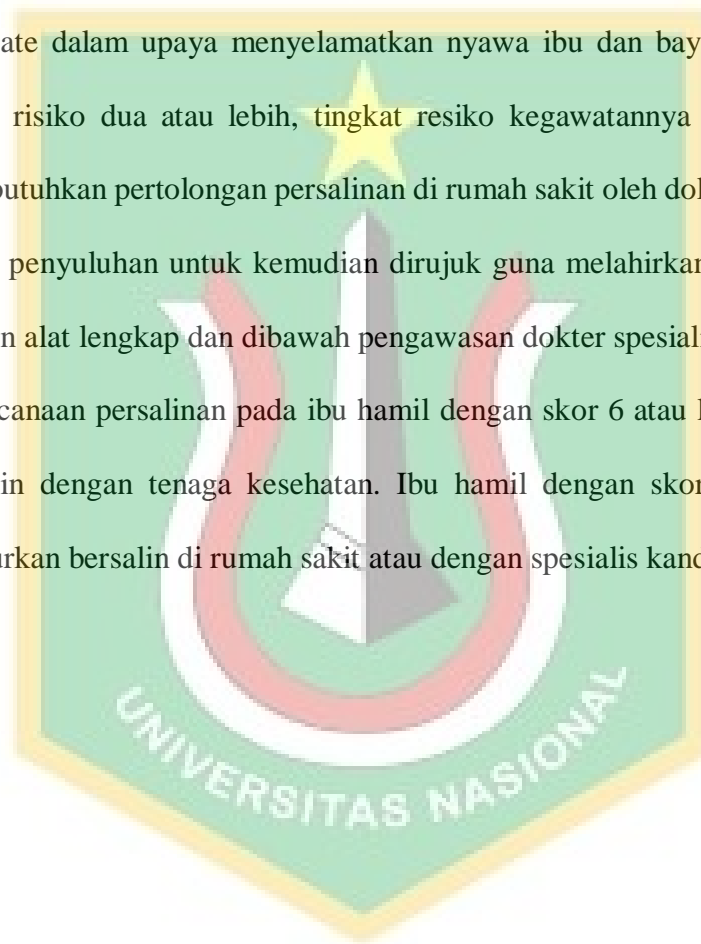 ate dalam upaya menyelamatkan nyawa ibu dan bay
risiko dua atau lebih, tingkat resiko kegawatannya
butuhkan pertolongan persalinan di rumah sakit oleh dok
penyuluhan untuk kemudian dirujuk guna melahirkan
n alat lengkap dan dibawah pengawasan dokter spesiali
canaan persalinan pada ibu hamil dengan skor 6 atau
in dengan tenaga kesehatan. Ibu hamil dengan skor
urkan bersalin di rumah sakit atau dengan spesialis kand
UNIVERSITAS NASIONAL